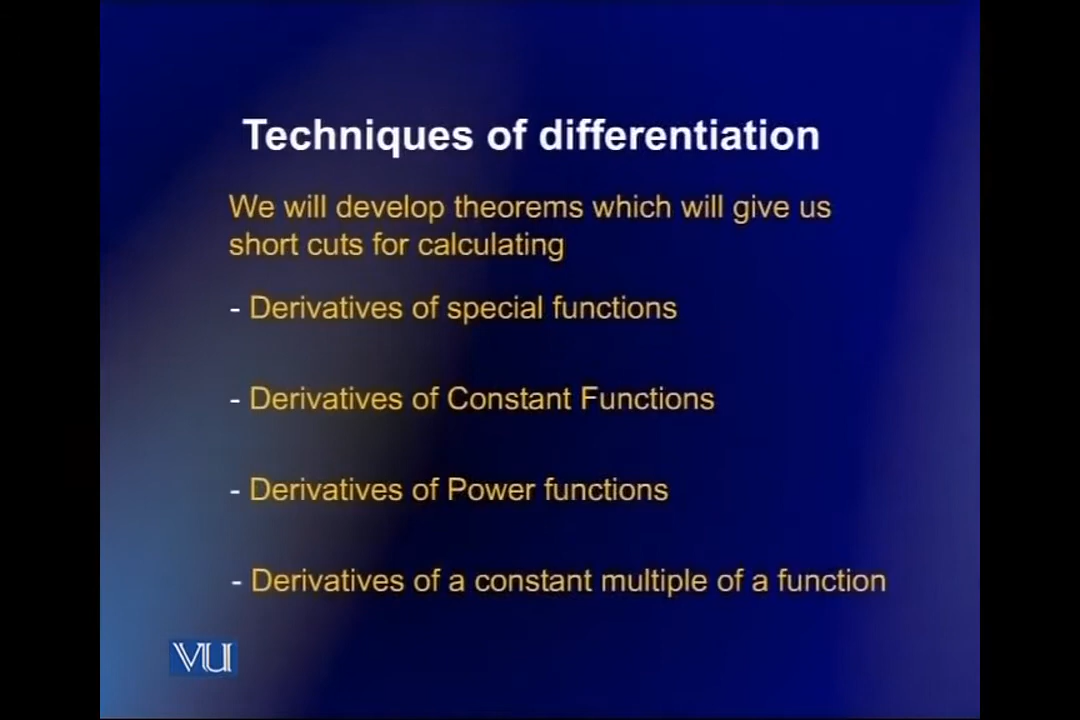 Techniques of differentiation
We will develop theorems which will give us
short cuts for calculating
- Derivatives of special functions
- Derivatives of Constant Functions
- Derivatives of Power functions
- Derivatives of a constant multiple of a function
VU